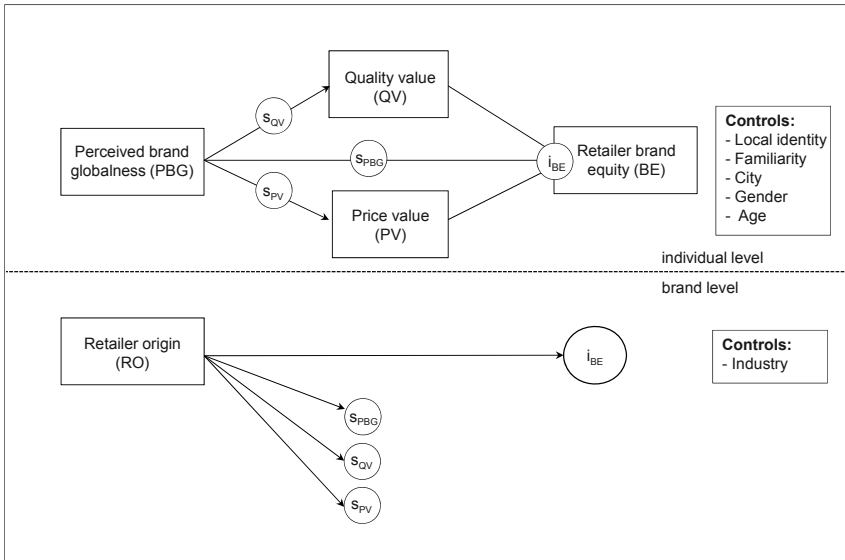 Quality value
(QV)
Controls:
- Local identity
- Familiarity
- City
- Gender
- Age
sQV
Perceived brand
globalness (PBG)
sPBG
iBE
Retailer brand
equity (BE)
sPV
Price value
(PV)
individual level
brand level
Retailer origin
(RO)
iBE
Controls:
- Industry
sPBG
sQV
sPV